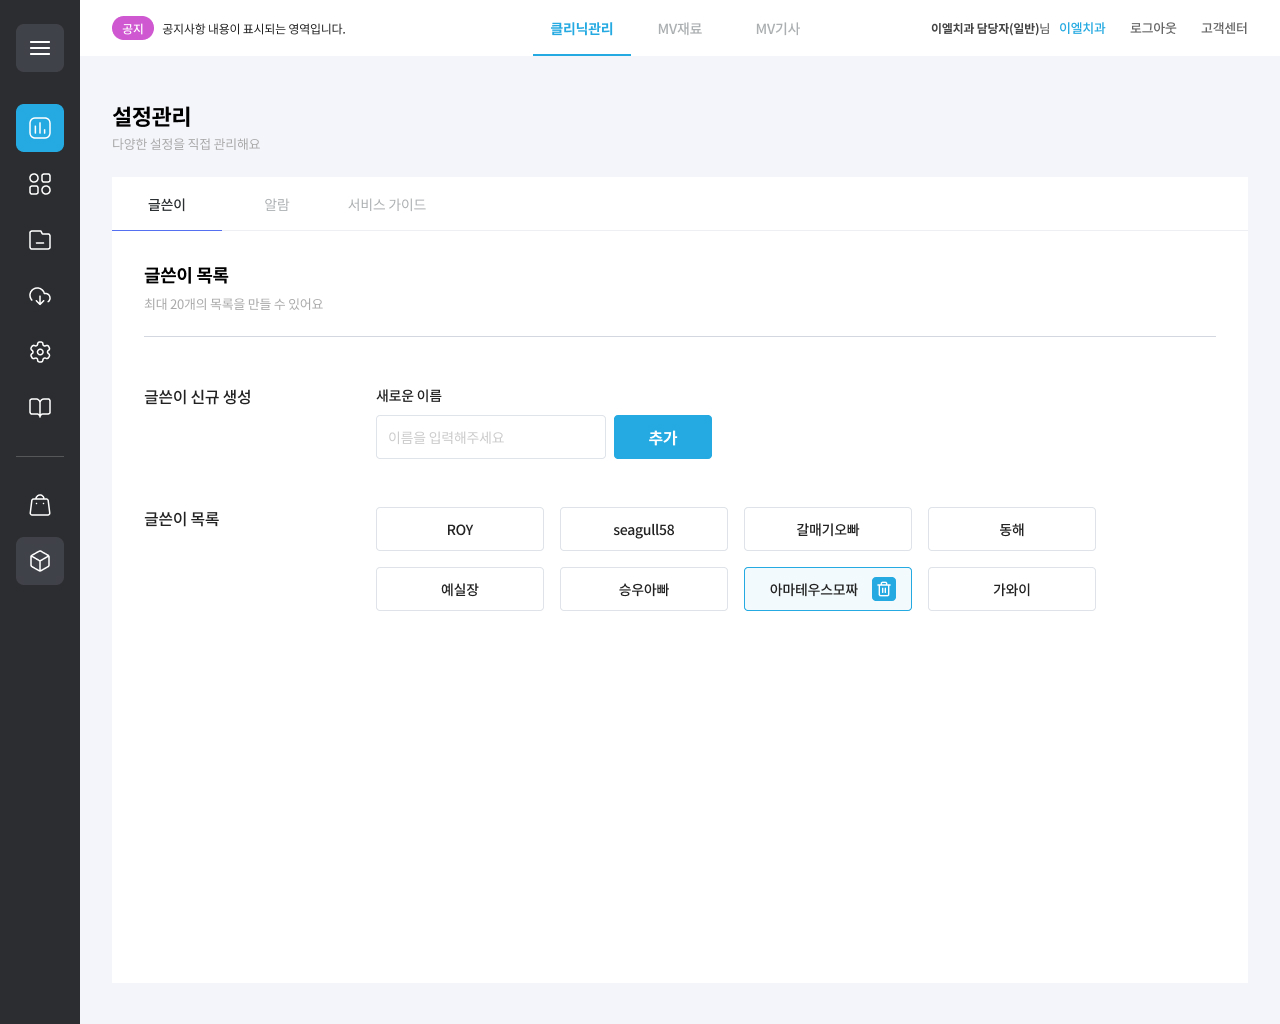 공지 공지사항 내용이 표시되는 영역입니다. 클리닉관리 MV재료 MV기사 이엘치과 담당자(일반)님 이엘치과 로그아웃 고객센터
설정관리
다양한 설정을 직접 관리해요
글쓴이 알람 서비스 가이드
글쓴이 목록
최대 20개의 목록을 만들 수 있어요
글쓴이 신규 생성 새로운 이름
이름을 입력해주세요 추가
글쓴이 목록 ROY seagull58 갈매기오빠 동해
예실장 승우아빠 아마테우스모짜 가와이